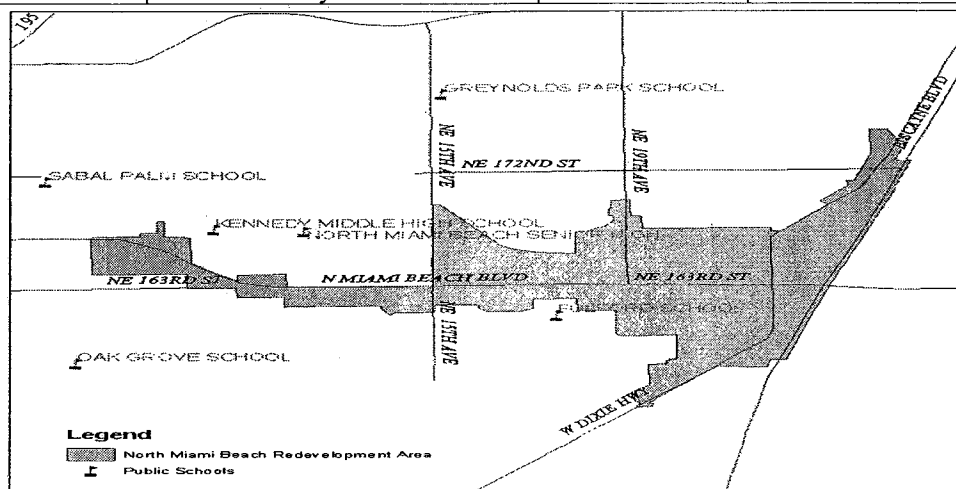 195
GREYNOLDS PARK SCHOOL
BISCAYNE BLVD
NE 15TH AVE
NE 19TH AVE
NE 172ND ST
SABAL PALM SCHOOL
KENNEDY MIDDLE HIGH SCHOOL
NORTH MIAMI BEACH SENIOR HIGH
NE 163RD ST
N MIAMI BEACH BLVD
NE 163RD ST
SCHOOL
NE 15TH AVE
OAK GROVE SCHOOL
W DIXIE HWY
Legend
North Miami Beach Redevelopment Area
Public Schools